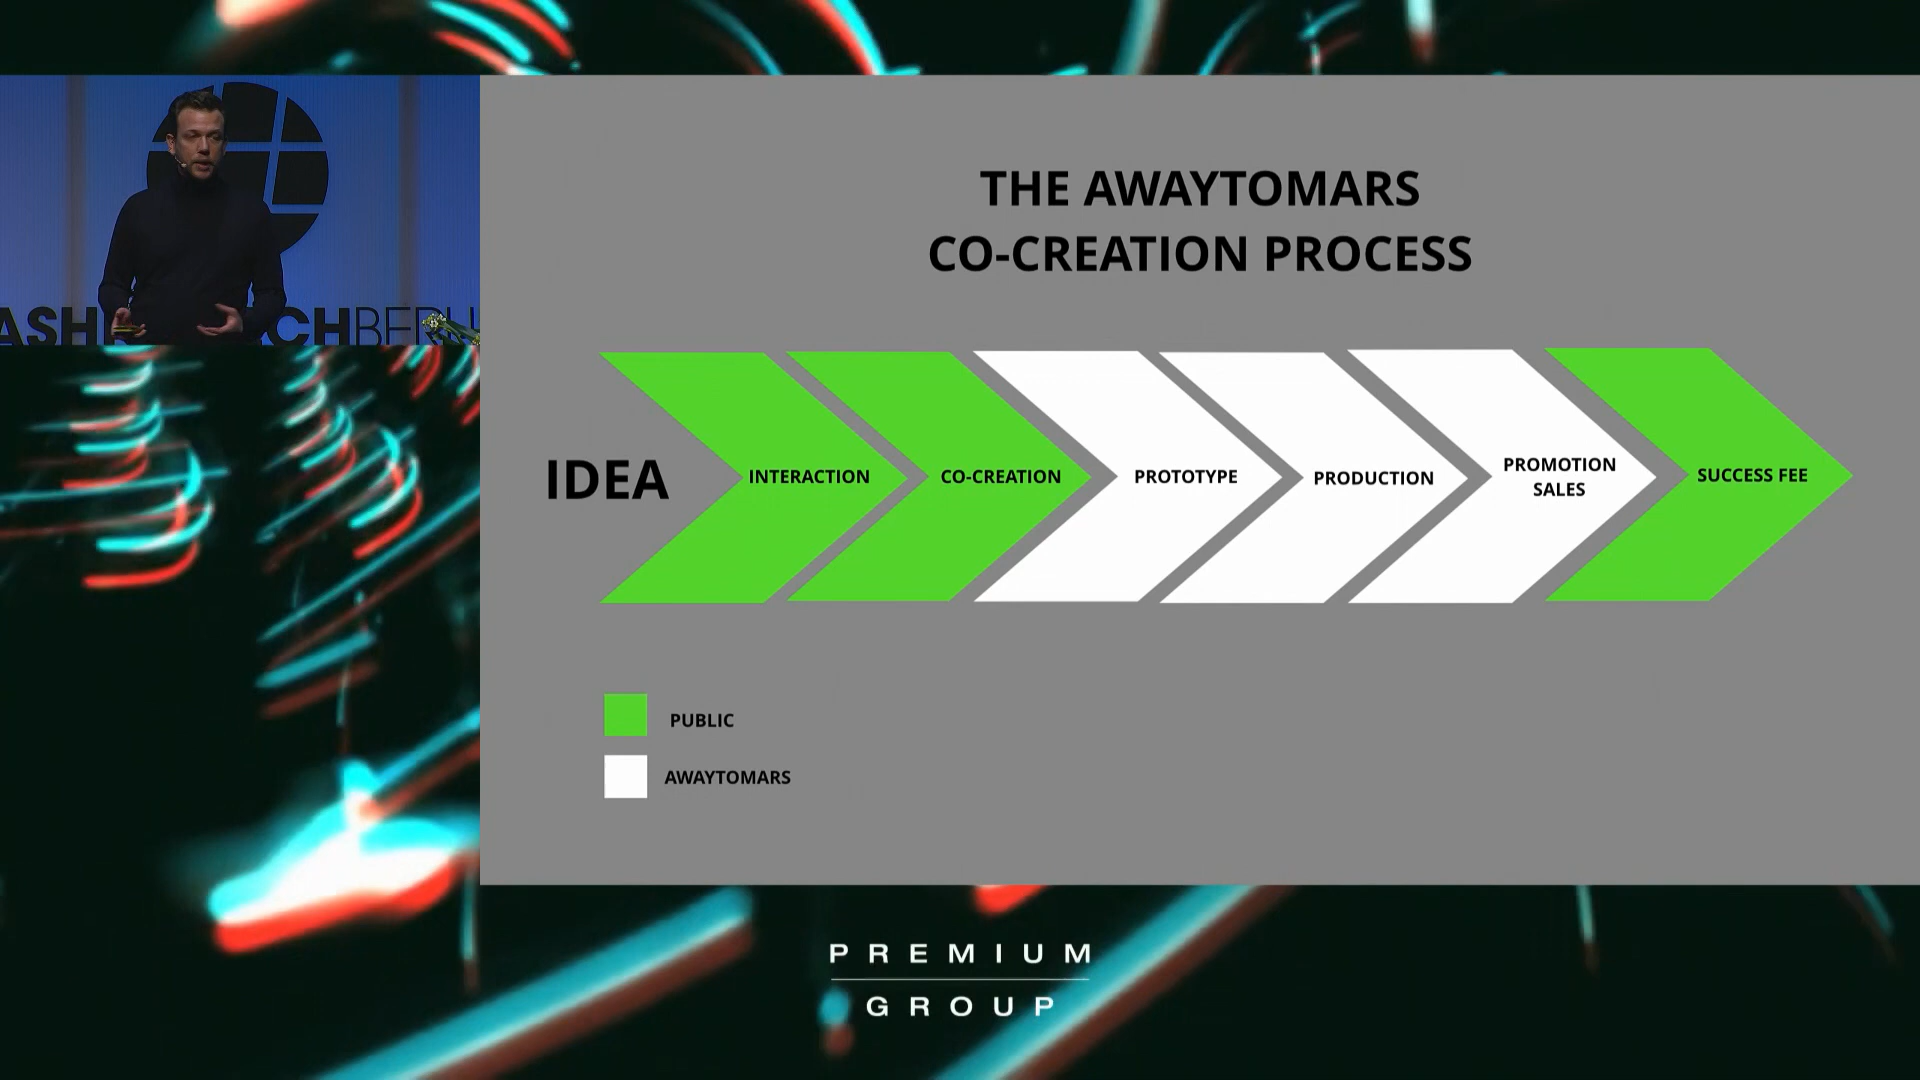 THE AWAYTOMARS
CO-CREATION PROCESS
IDEA
INTERACTION
CO-CREATION
PROTOTYPE
PRODUCTION
PROMOTION
SALES
SUCCESS FEE
PUBLIC
AWAYTOMARS
PREMIUM
GROUP